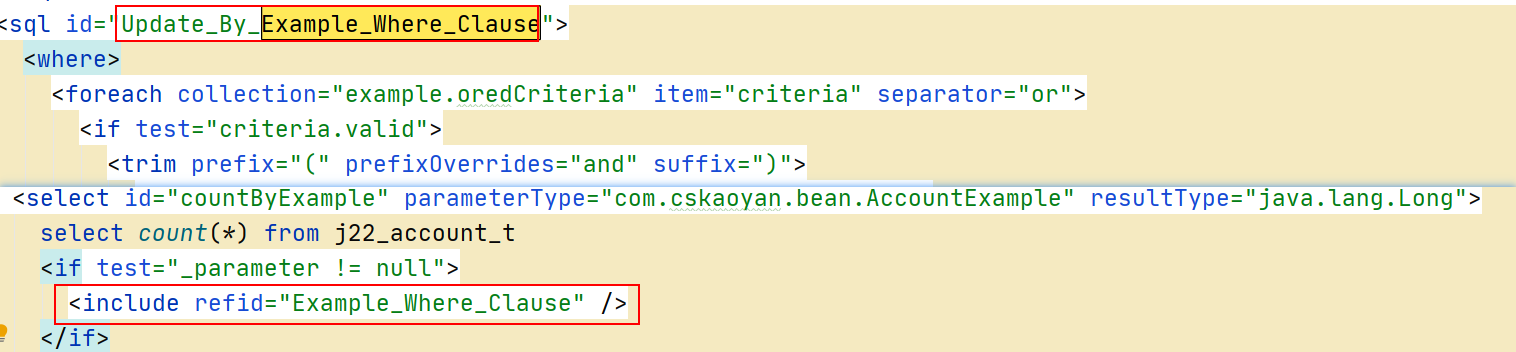 <sql id="Update_By_Example_Where_Clause">
<where>
<foreach collection="example.oredCriteria" item="criteria" separator="or">
<if test="criteria.valid">
<trim prefix="(" prefixOverrides="and" suffix=")">
<select id="countByExample" parameterType="com.cskaoyan.bean.AccountExample" resultType="java.lang.Long">
select count(*) from j22_account_t
<if test="_parameter != null">
<include refid="Example_Where_Clause" />
</if>